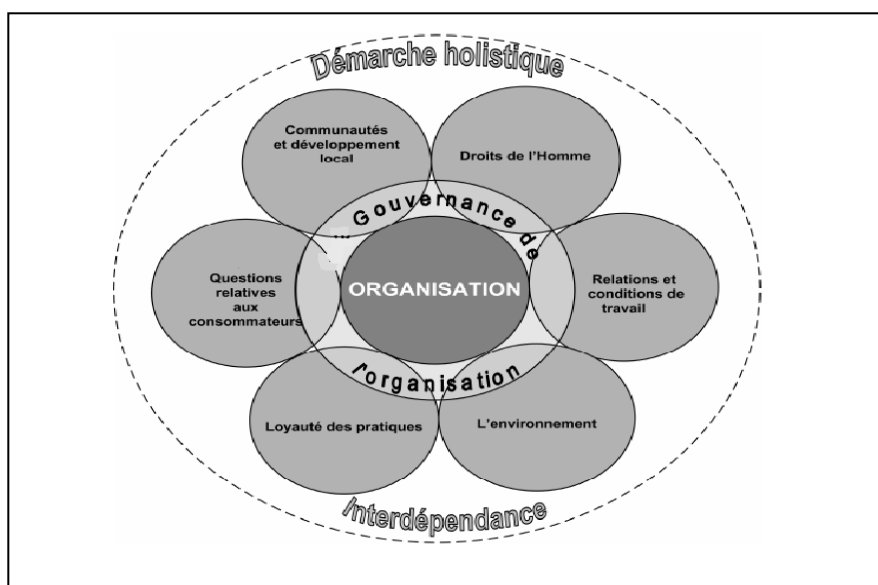 Démarche holistique
Communautés
et développement
local
Droits de l'Homme
Gouvernance de
l'organisation
ORGANISATION
Questions
relatives
aux
consommateurs
Relations et
conditions de
travail
Loyauté des pratiques
L'environnement
Interdépendance